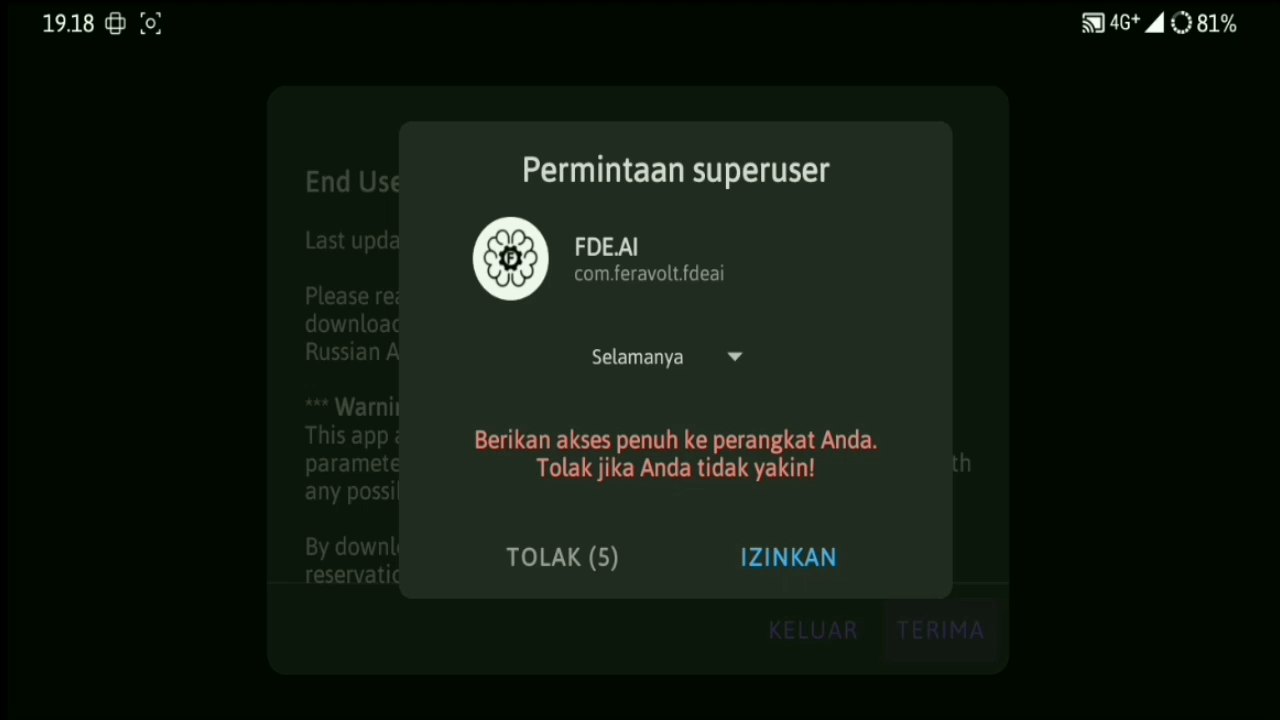 19.18
4G+ 81%
Permintaan superuser
FDE.AI
com.feravolt.fdeai
Selamanya
Berikan akses penuh ke perangkat Anda.
Tolak jika Anda tidak yakin!
TOLAK (5) IZINKAN
End Use
Last upda
Please rea
downloac
Russian A
*** Warnin
This app a
paramete th
any possil
By downl
reservatio
KELUAR TERIMA